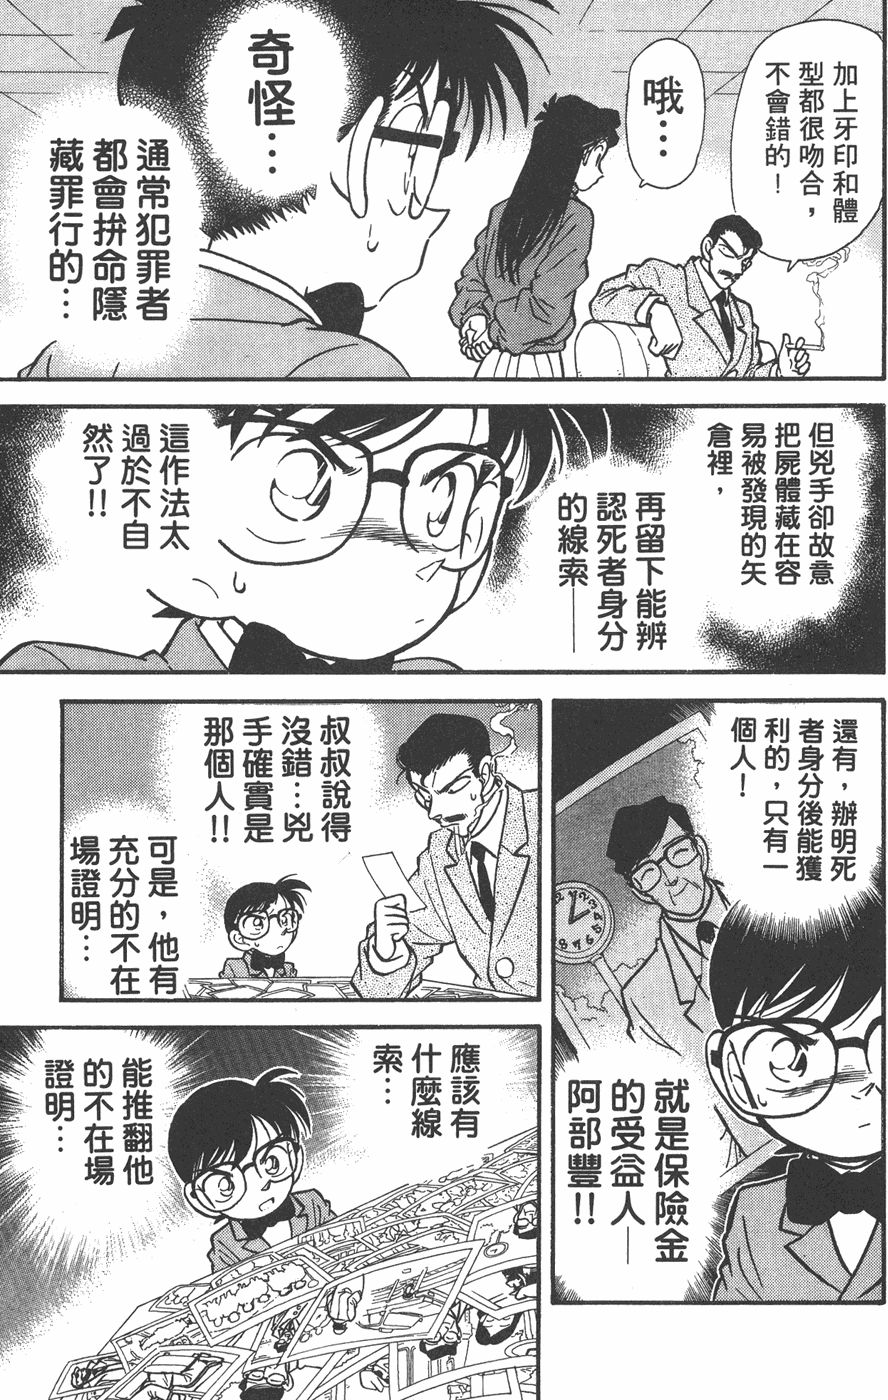 加上牙印和體
型都很吻合，
不會錯的！
哦…
奇怪…
通常犯罪者
都會拚命隱
藏罪行的…
但兇手卻故意
把屍體藏在容
易被發現的矢
倉裡，
再留下能辨
認死者身分
的線索——
這作法太
過於不自
然了!!
還有，辦明死
者身分後能獲
利的，只有一
個人！
就是保險金
的受益人——
阿部豐!!
叔叔說得
沒錯…兇
手確實是
那個人!!
可是，他有
充分的不在
場證明…
應該有
什麼線
索…
能推翻他
的不在場
證明…